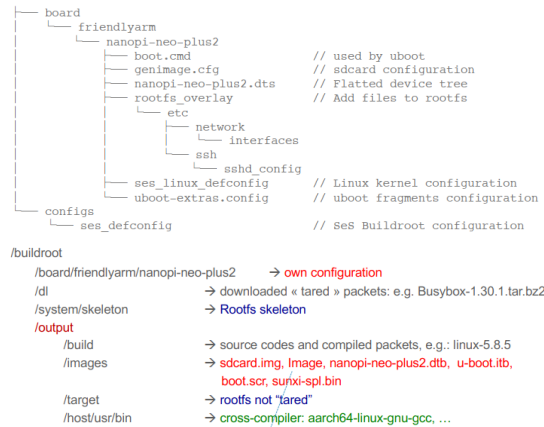 board
friendlyarm
nanopi-neo-plus2
boot.cmd // used by uboot
genimage.cfg // sdcard configuration
nanopi-neo-plus2.dts // Flatted device tree
rootfs_overlay // Add files to rootfs
etc
network
interfaces
ssh
sshd_config
ses_linux_defconfig // Linux kernel configuration
uboot-extras.config // uboot fragments configuration
configs
ses_defconfig // SeS Buildroot configuration
/buildroot
/board/friendlyarm/nanopi-neo-plus2 → own configuration
/dl → downloaded « tared » packets: e.g. Busybox-1.30.1.tar.bz2
/system/skeleton → Rootfs skeleton
/output
/build → source codes and compiled packets, e.g.: linux-5.8.5
/images → sdcard.img, Image, nanopi-neo-plus2.dtb, u-boot.itb,
boot.scr, sunxi-spl.bin
/target → rootfs not “tared”
/host/usr/bin → cross-compiler: aarch64-linux-gnu-gcc, …